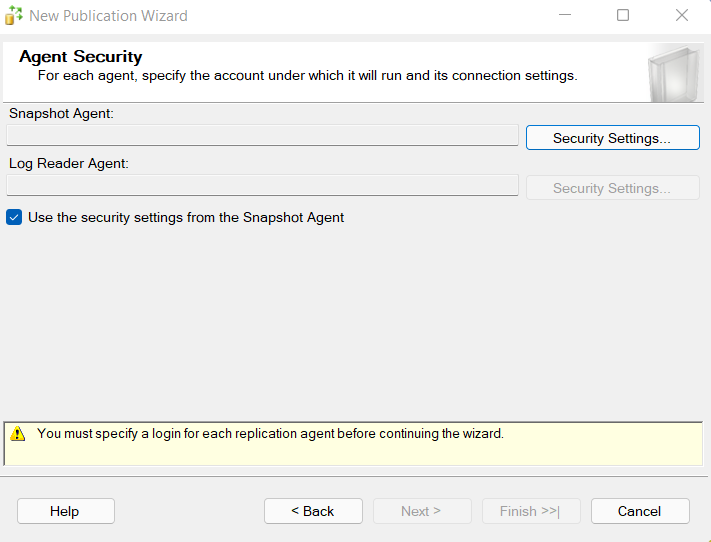 New Publication Wizard
Agent Security
For each agent, specify the account under which it will run and its connection settings.
Snapshot Agent:
Security Settings...
Log Reader Agent:
Security Settings...
Use the security settings from the Snapshot Agent
You must specify a login for each replication agent before continuing the wizard.
Help
< Back
Next >
Finish >>|
Cancel